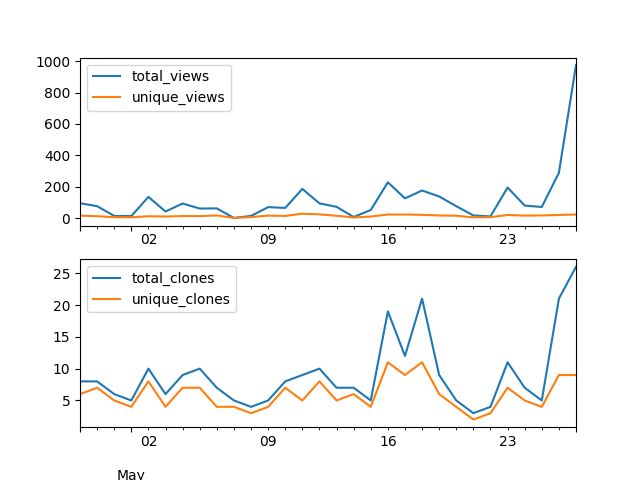 1000
800
600
400
200
0
total_views
unique_views
02 09 16 23
25
20
15
10
5
total_clones
unique_clones
02 09 16 23
May